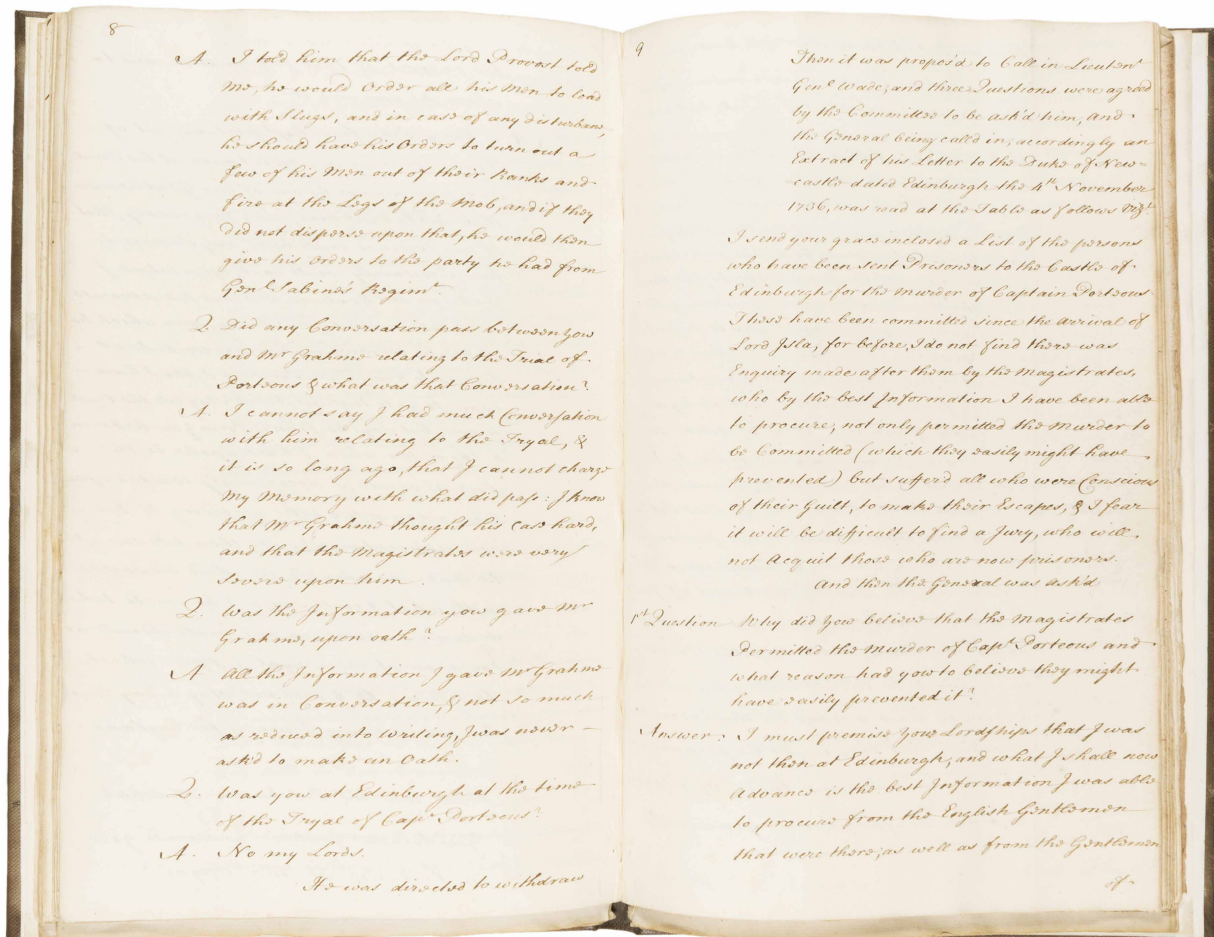 8
A. I told him that the Lord Provost told
me, he would Order all his Men to load
with Slugs, and in case of any disturbance,
he should have his Orders to turn out a
few of his Men out of their Ranks and
fire at the Legs of the Mob, and if they
did not disperse upon that, he would then
give his orders to the party he had from
Genl. Sabine's Regimt.
Q. Did any Conversation pass between You
and Mr Grahme relating to the Trial of
Porteous & what was that Conversation?
A. I cannot say I had much Conversation
with him relating to the Tryal, &
it is so long ago, that I cannot charge
My Memory with what did pass: I know
that Mr Grahme thought his case hard,
and that the Magistrates were very
severe upon him.
Q. Was the Information you gave Mr
Grahme, upon oath?
A All the Information I gave Mr Grahme
was in Conversation, & not so much
as reduced into writing, I was never
ask'd to make an Oath.
Q. Was you at Edinburgh at the time
of the Tryal of Capt. Porteous?
A. No my Lords.
He was directed to withdraw
9
Then it was propos'd to Call in Lieutent
Genl. Wade, and three Questions were agreed
by the Committee to be ask'd him, And
the General being called in; accordingly an
Extract of his Letter to the Duke of New=
castle dated Edinburgh the 4th November
1736, was read at the Table as follows Vizt
I send your grace inclosed a List of the persons
who have been sent Prisoners to the Castle of
Edinburgh for the Murder of Captain Porteous.
These have been committed since the arrival of
Lord Isla, for before, I do not find there was
Enquiry made after them by the Magistrates,
who by the best Information I have been able
to procure, not only permitted the Murder to
be Committed (which they easily might have
prevented) but sufferd all who were Conscious
of their Guilt, to make their Escapes, & I fear
it will be difficult to find a Jury, who will
not Acquit those who are now prisoners.
And then the General was Ask'd
1st Question Why did You believe that the Magistrates
Permitted the Murder of Capt. Porteous and
what reason had you to believe they might
have easily prevented it?
Answer: I must premise your Lordships that I was
not then at Edinburgh, and what I shall now
Advance is the best Information I was able
to procure from the English Gentlemen
that were there; as well as from the Gentlemen
of